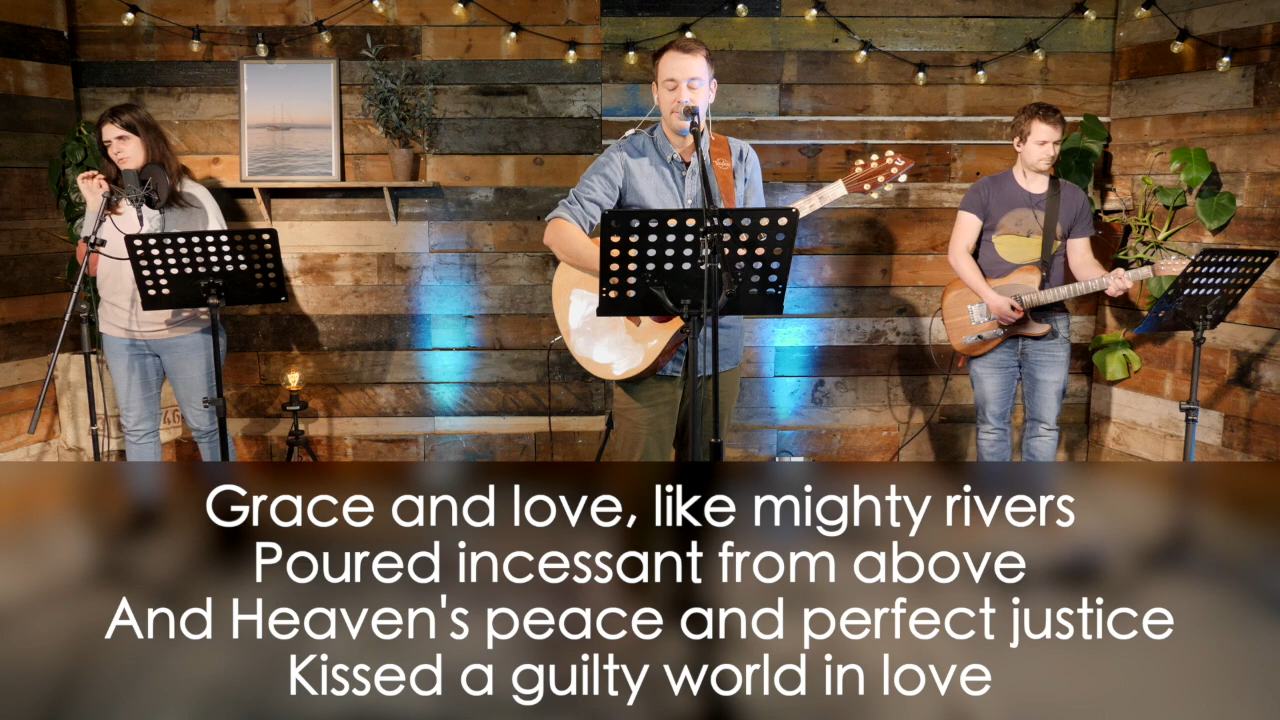 Grace and love, like mighty rivers
Poured incessant from above
And Heaven's peace and perfect justice
Kissed a guilty world in love